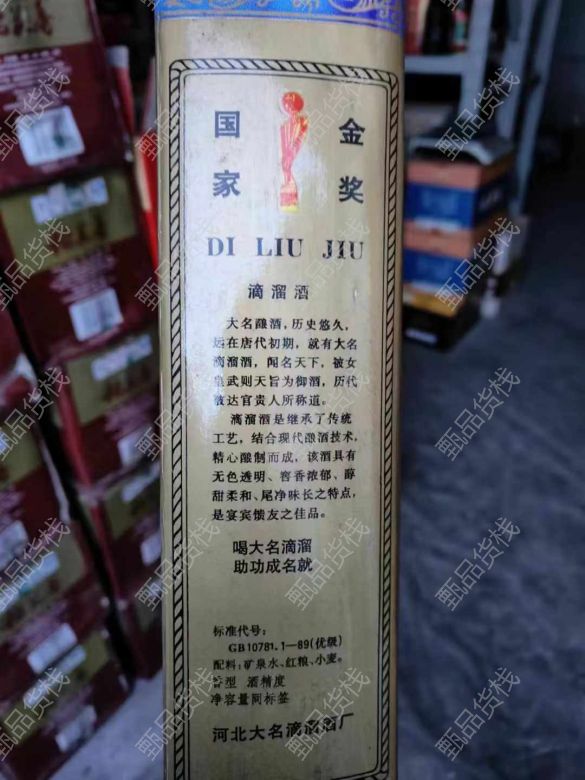 国家
金奖
DI LIU JIU
滴溜酒
大名酿酒，历史悠久，
远在唐代初期，就有大名
滴溜酒，闻名天下，被女
皇武则天旨为御酒，历代
被达官贵人所称道。
滴溜酒是继承了传统
工艺，结合现代酿酒技术，
精心酿制而成，该酒具有
无色透明、窖香浓郁、醇
甜柔和、尾净味长之特点，
是宴宾馈友之佳品。
喝大名滴溜
助功成名就
标准代号：
GB10781.1—89(优级)
配料：矿泉水、红粮、小麦。
香型 酒精度
净容量同标签
河北大名滴溜酒厂
甄品货栈